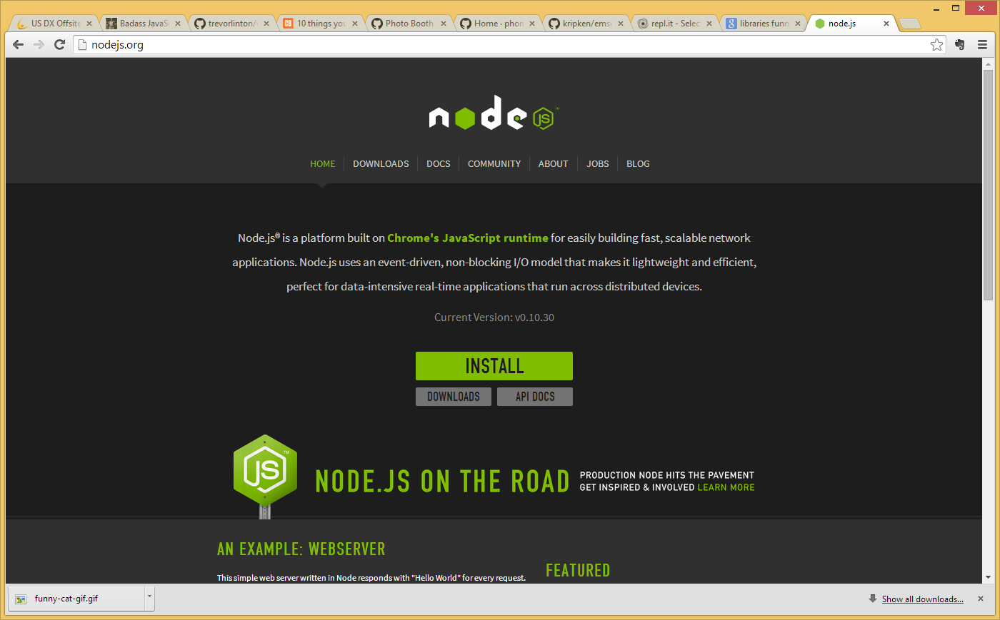 US DX Offsite
Badass JavaSc
trevorlinton/
10 things you
Photo Booth
Home · phon
kripken/emsc
repl.it - Selec
libraries funn
node.js
nodejs.org
node JS ™
HOME
DOWNLOADS
DOCS
COMMUNITY
ABOUT
JOBS
BLOG
Node.js® is a platform built on Chrome's JavaScript runtime for easily building fast, scalable network
applications. Node.js uses an event-driven, non-blocking I/O model that makes it lightweight and efficient,
perfect for data-intensive real-time applications that run across distributed devices.
Current Version: v0.10.30
INSTALL
DOWNLOADS
API DOCS
JS ™
NODE.JS ON THE ROAD
PRODUCTION NODE HITS THE PAVEMENT
GET INSPIRED & INVOLVED LEARN MORE
AN EXAMPLE: WEBSERVER
This simple web server written in Node responds with "Hello World" for every request.
FEATURED
funny-cat-gif.gif
Show all downloads...